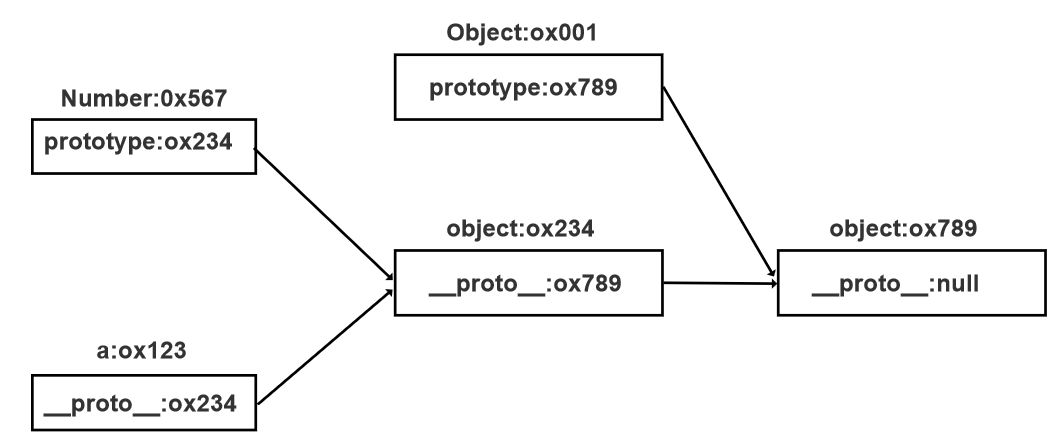 Object:ox001
prototype:ox789
Number:0x567
prototype:ox234
object:ox234
__proto__:ox789
object:ox789
__proto__:null
a:ox123
__proto__:ox234